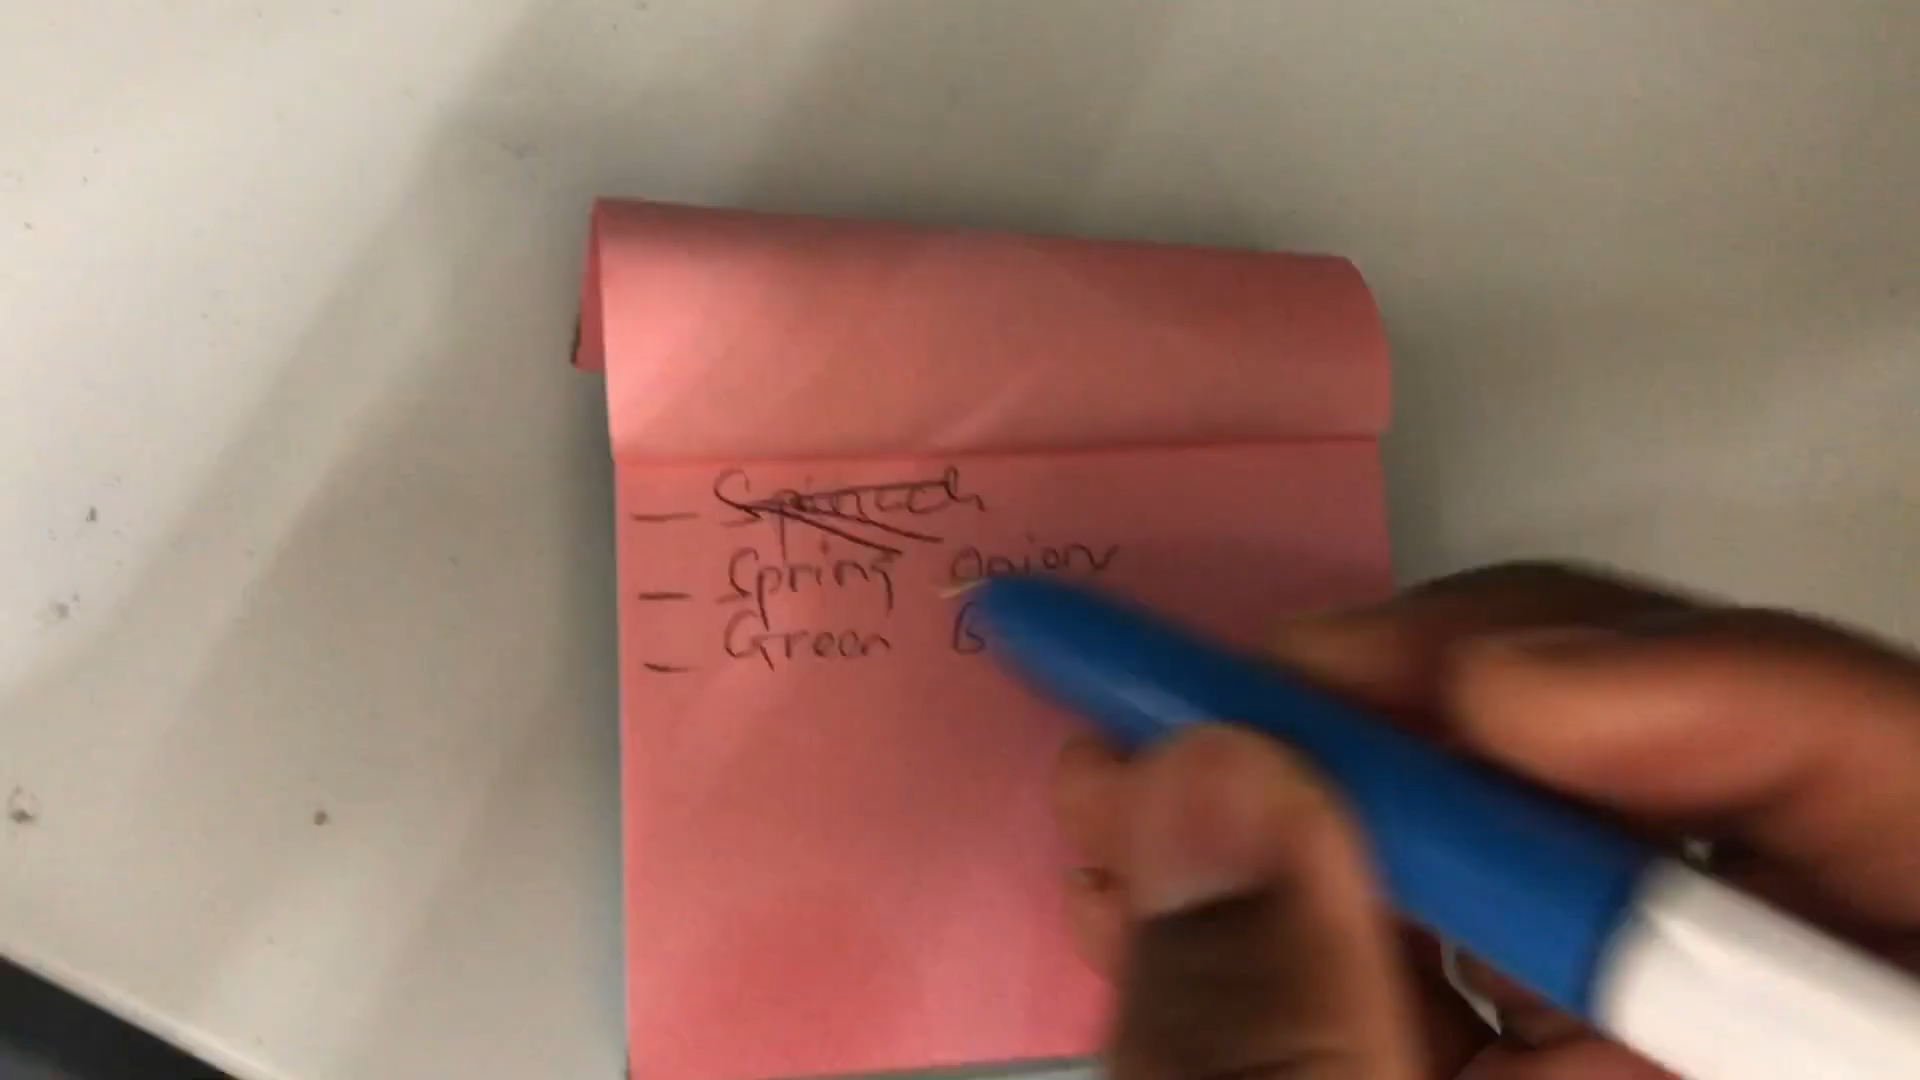 — Spinach
— Spring Onion
— Green B